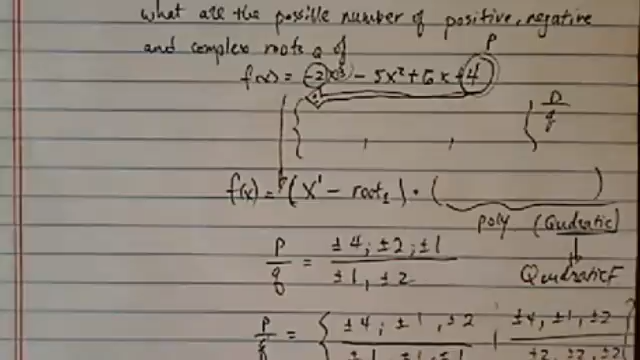 what are the possible number of positive, negative
and complex roots of
P
f(x) = -2x³ - 5x² + 6x + 4
P
q
f(x) = (x¹ - root₁) · (          )
poly (Quadratic)
P/q = ±4, ±2, ±1 / ±1, ±2
QuadraticF
P/q = { ±4, ±1, ±2 / ±1, ±1, ±1 , ±4, ±1, ±2 / ±2, ±2, ±2